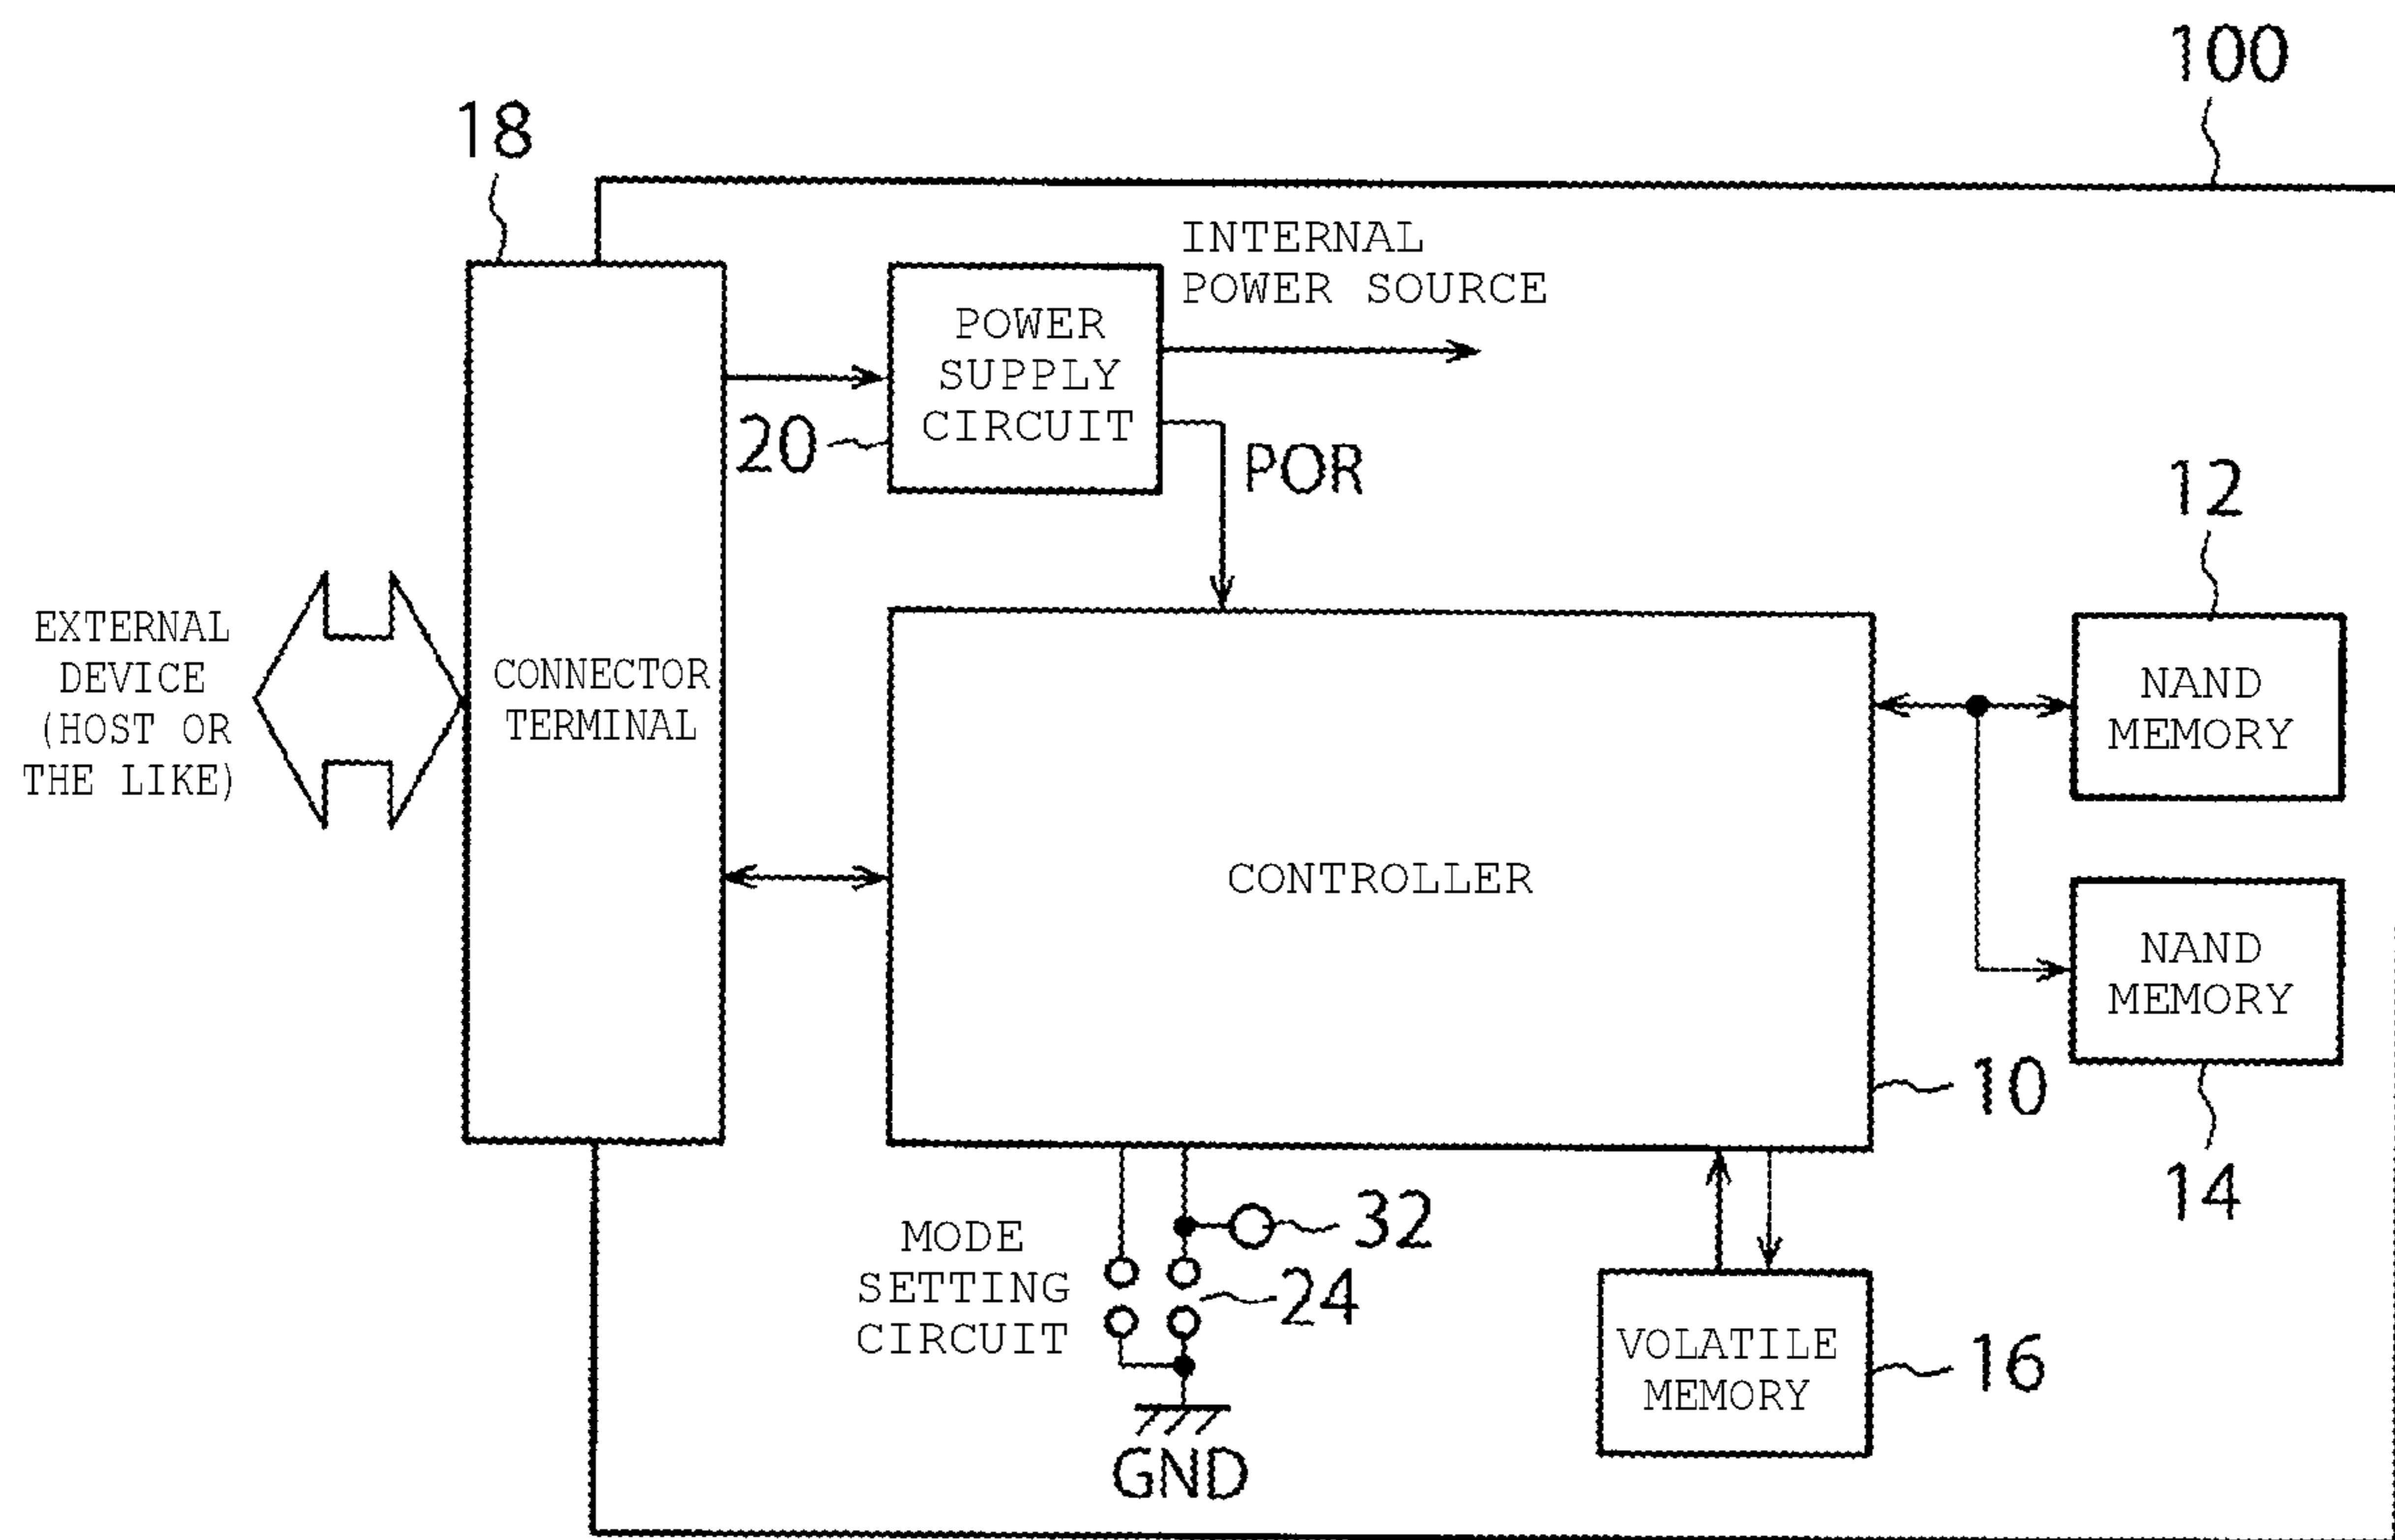 100
18
INTERNAL
POWER SOURCE
POWER
SUPPLY
CIRCUIT
20
POR
12
EXTERNAL
DEVICE
(HOST OR
THE LIKE)
CONNECTOR
TERMINAL
NAND
MEMORY
CONTROLLER
NAND
MEMORY
10
14
MODE
SETTING
CIRCUIT
32
24
VOLATILE
MEMORY
16
GND